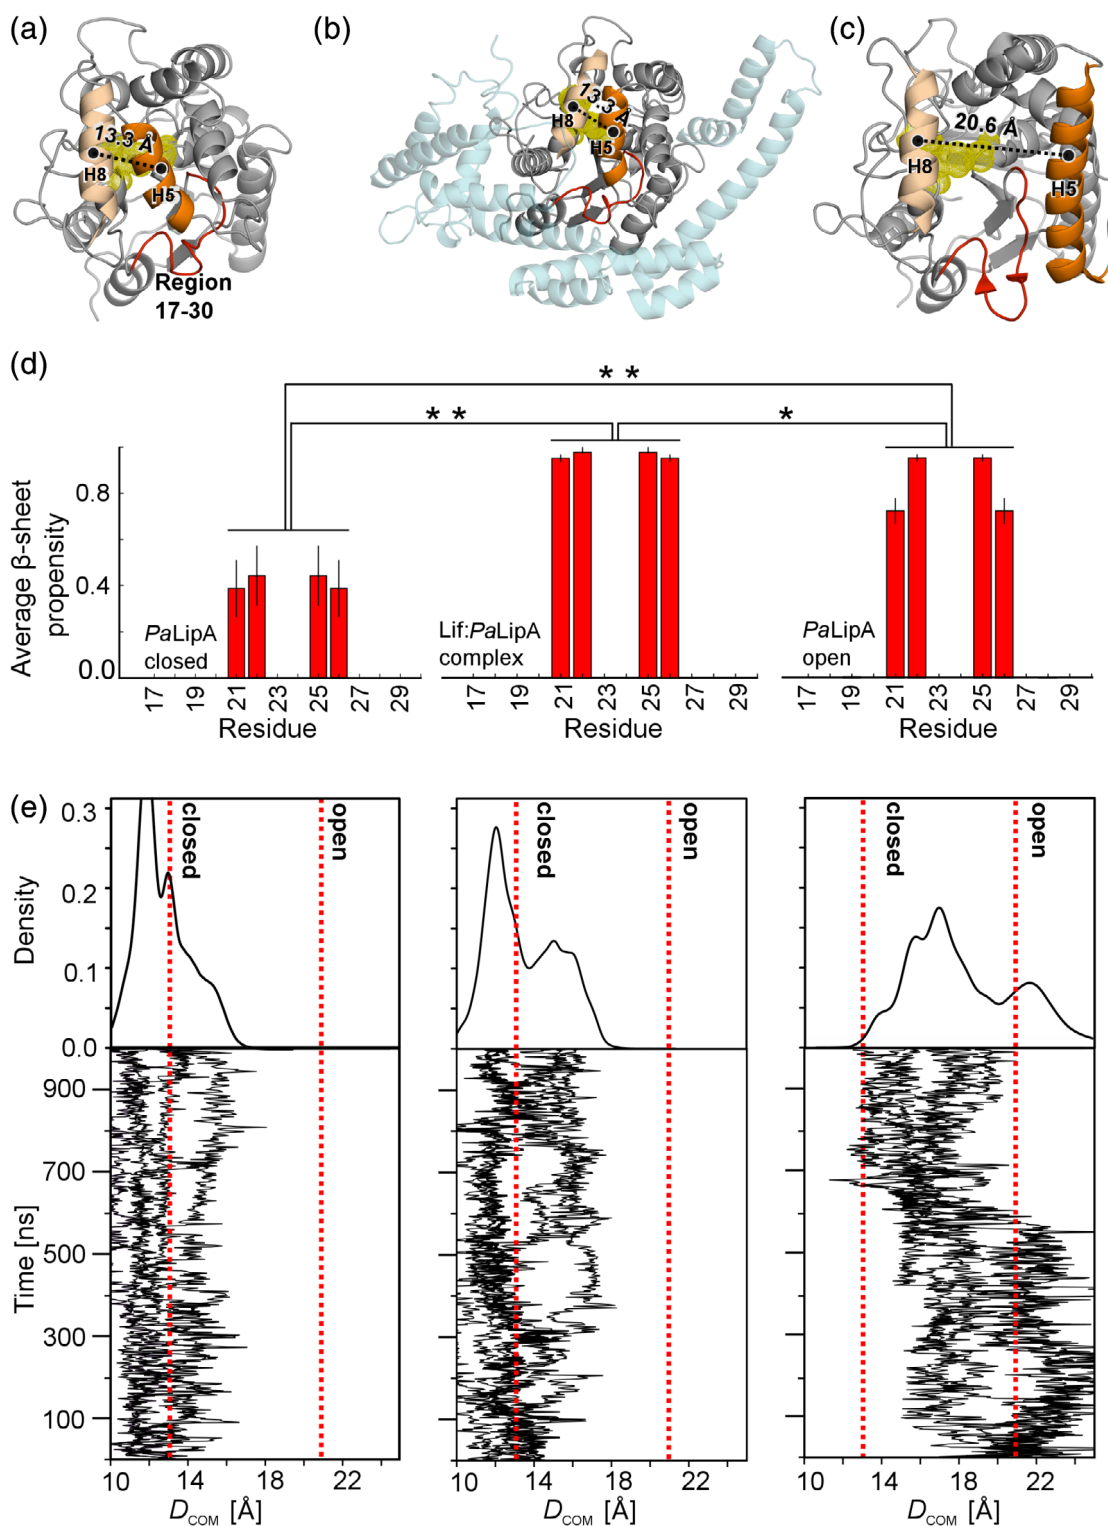 (a)
(b)
(c)
13.3 Å
H8
H5
Region
17-30
13.3 Å
H8
H5
20.6 Å
H8
H5
(d)
* *
* *
*
Average β-sheet
propensity
0.8
0.4
0.0
PaLipA
closed
Lif:PaLipA
complex
PaLipA
open
17 19 21 23 25 27 29
17 19 21 23 25 27 29
17 19 21 23 25 27 29
Residue
Residue
Residue
(e)
0.3
0.2
0.1
0.0
Density
closed
open
closed
open
closed
open
900
700
500
300
100
Time [ns]
10 14 18 22
10 14 18 22
10 14 18 22
D_COM [Å]
D_COM [Å]
D_COM [Å]